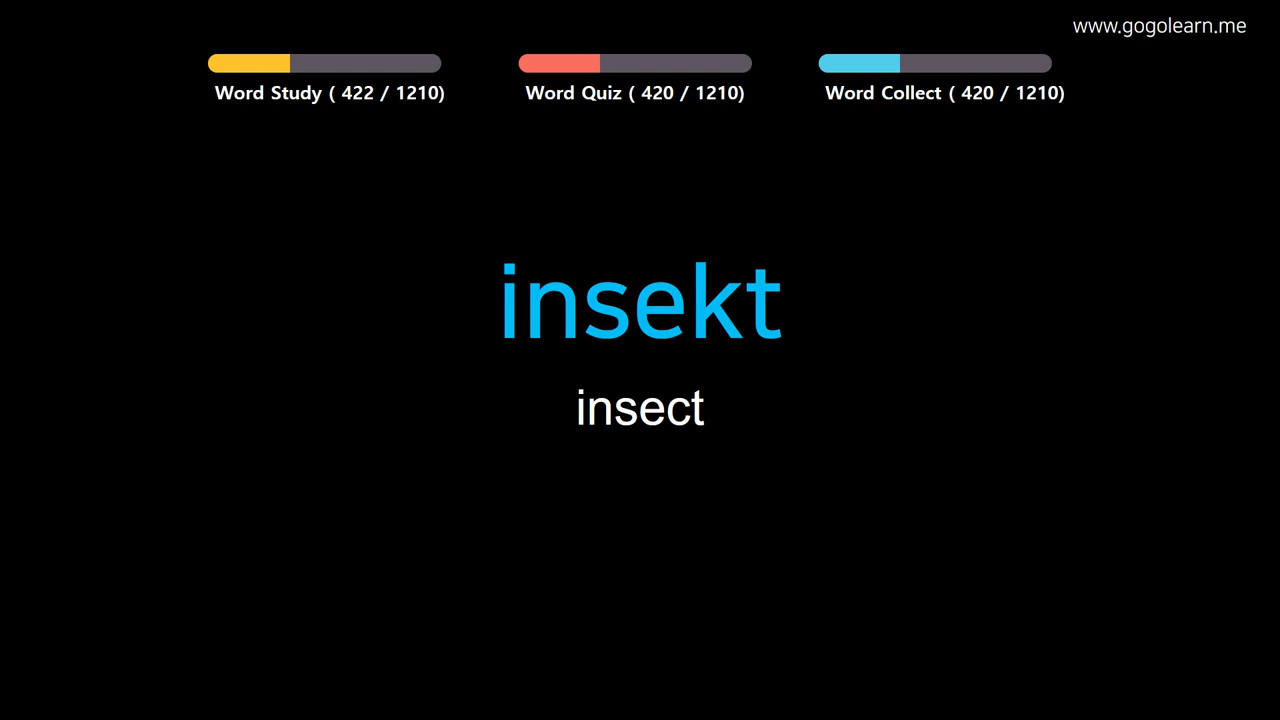 www.gogolearn.me
Word Study ( 422 / 1210)
Word Quiz ( 420 / 1210)
Word Collect ( 420 / 1210)
insekt
insect